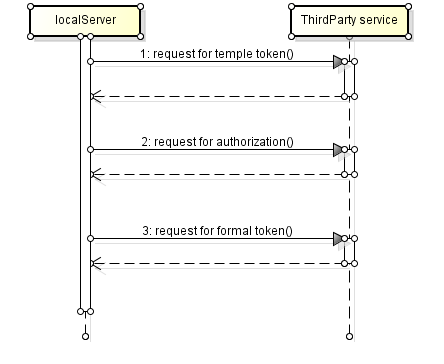 localServer
ThirdParty service
1: request for temple token()
2: request for authorization()
3: request for formal token()